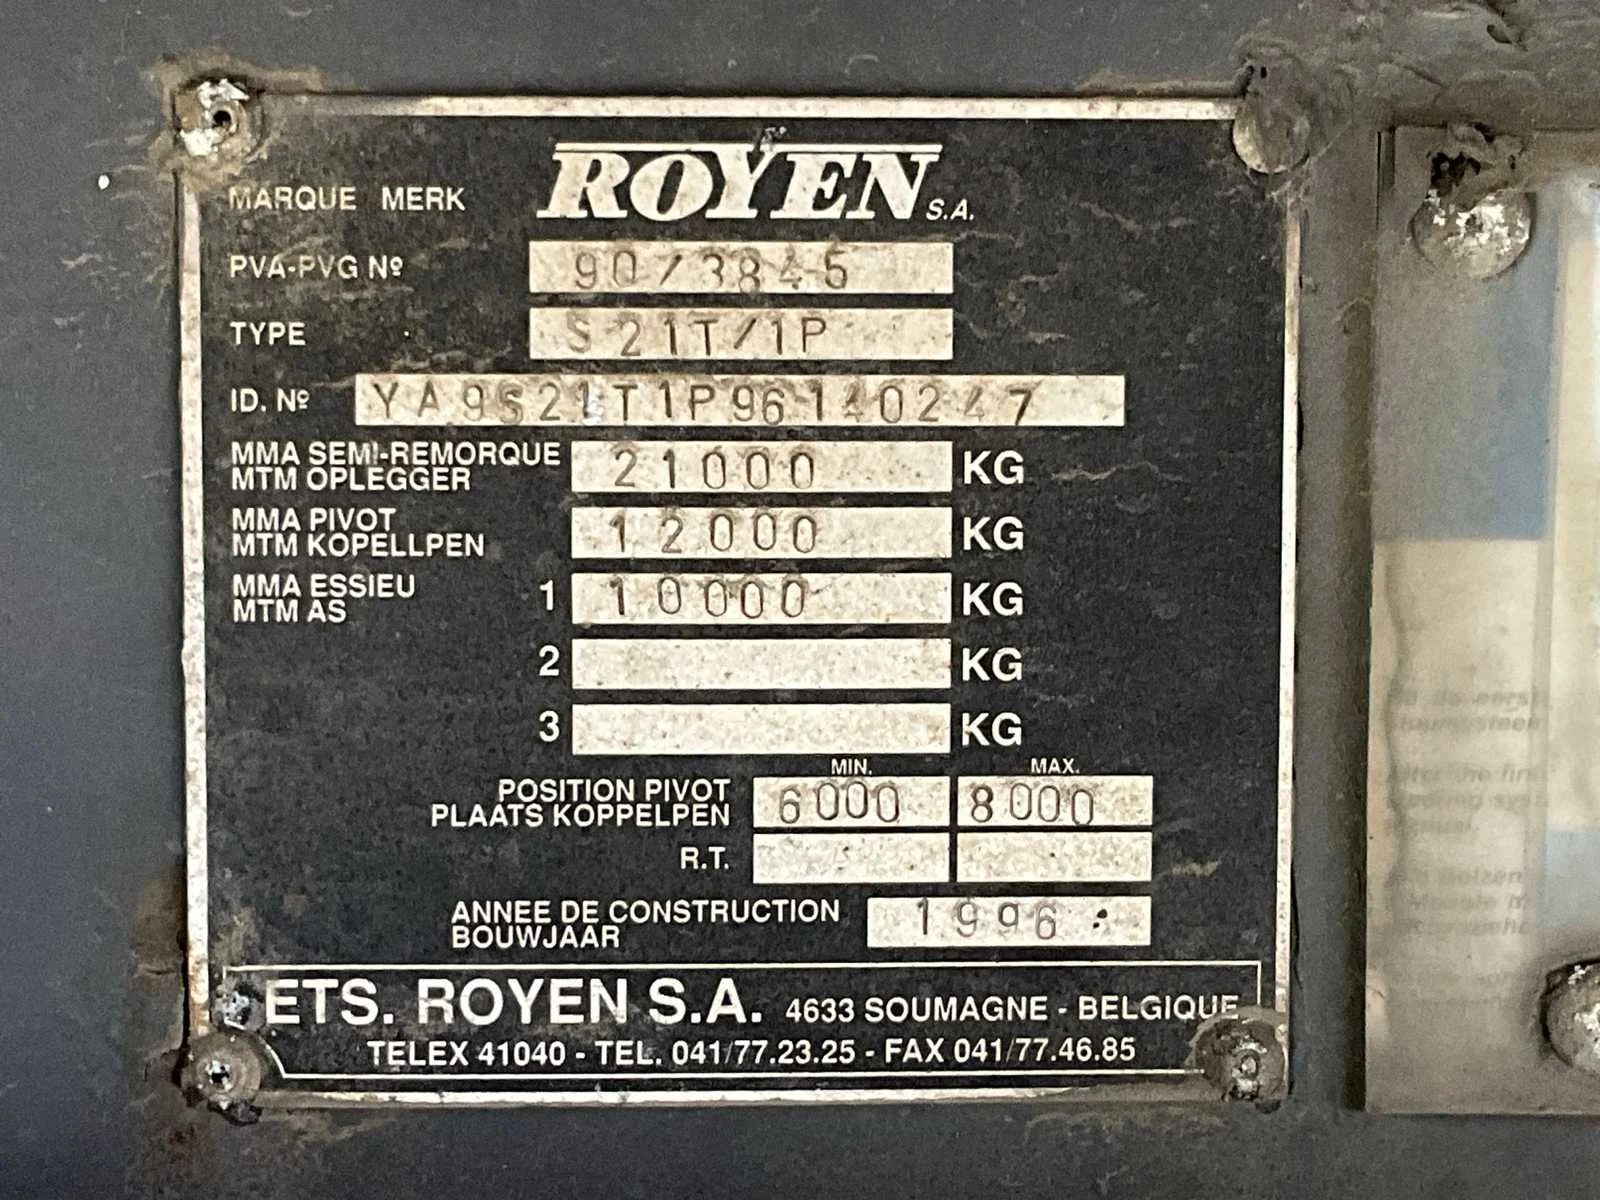 MARQUE MERK ROYEN S.A.
PVA-PVG Nº 90/3845
TYPE S21T/1P
ID. Nº YA9S21T1P96140247
MMA SEMI-REMORQUE
MTM OPLEGGER 21000 KG
MMA PIVOT
MTM KOPELLPEN 12000 KG
MMA ESSIEU
MTM AS 1 10000 KG
2 KG
3 KG
MIN. MAX.
POSITION PIVOT
PLAATS KOPPELPEN 6000 8000
R.T.
ANNEE DE CONSTRUCTION
BOUWJAAR 1996
ETS. ROYEN S.A. 4633 SOUMAGNE - BELGIQUE
TELEX 41040 - TEL. 041/77.23.25 - FAX 041/77.46.85